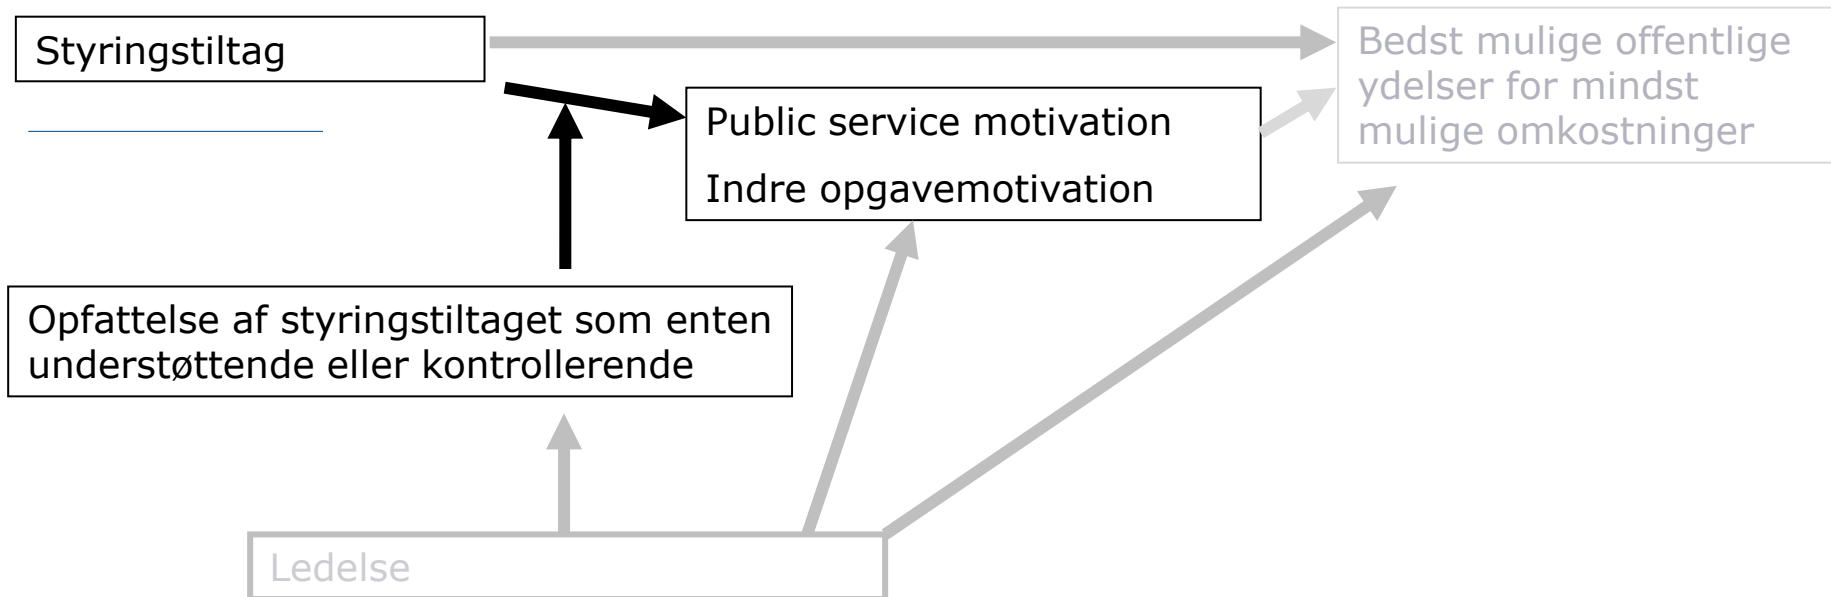 Styringstiltag
Bedst mulige offentlige
ydelser for mindst
mulige omkostninger
Public service motivation
Indre opgavemotivation
Opfattelse af styringstiltaget som enten
understøttende eller kontrollerende
Ledelse